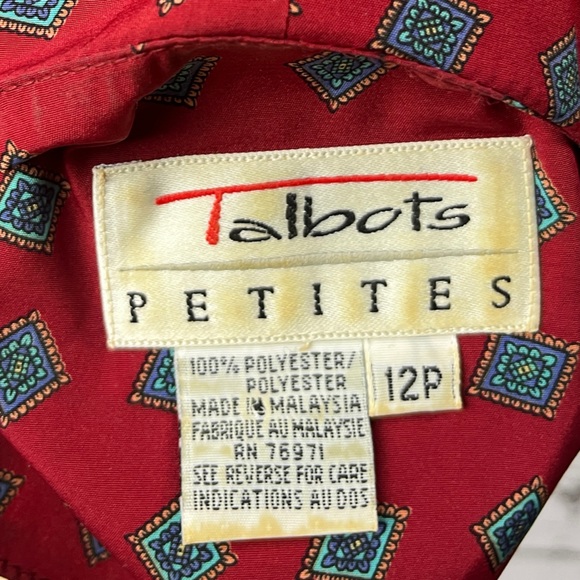 Talbots
PETITES
100% POLYESTER/
POLYESTER
12P
MADE IN MALAYSIA
FABRIQUE AU MALAYSIE
RN 76971
SEE REVERSE FOR CARE
INDICATIONS AU DOS